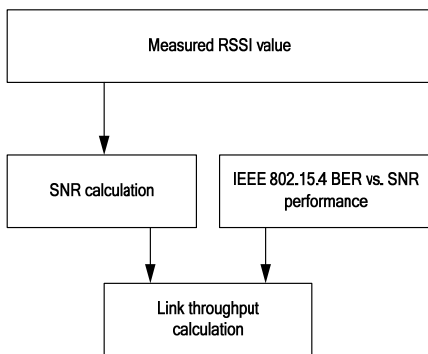 Measured RSSI value
SNR calculation
IEEE 802.15.4 BER vs. SNR
performance
Link throughput
calculation